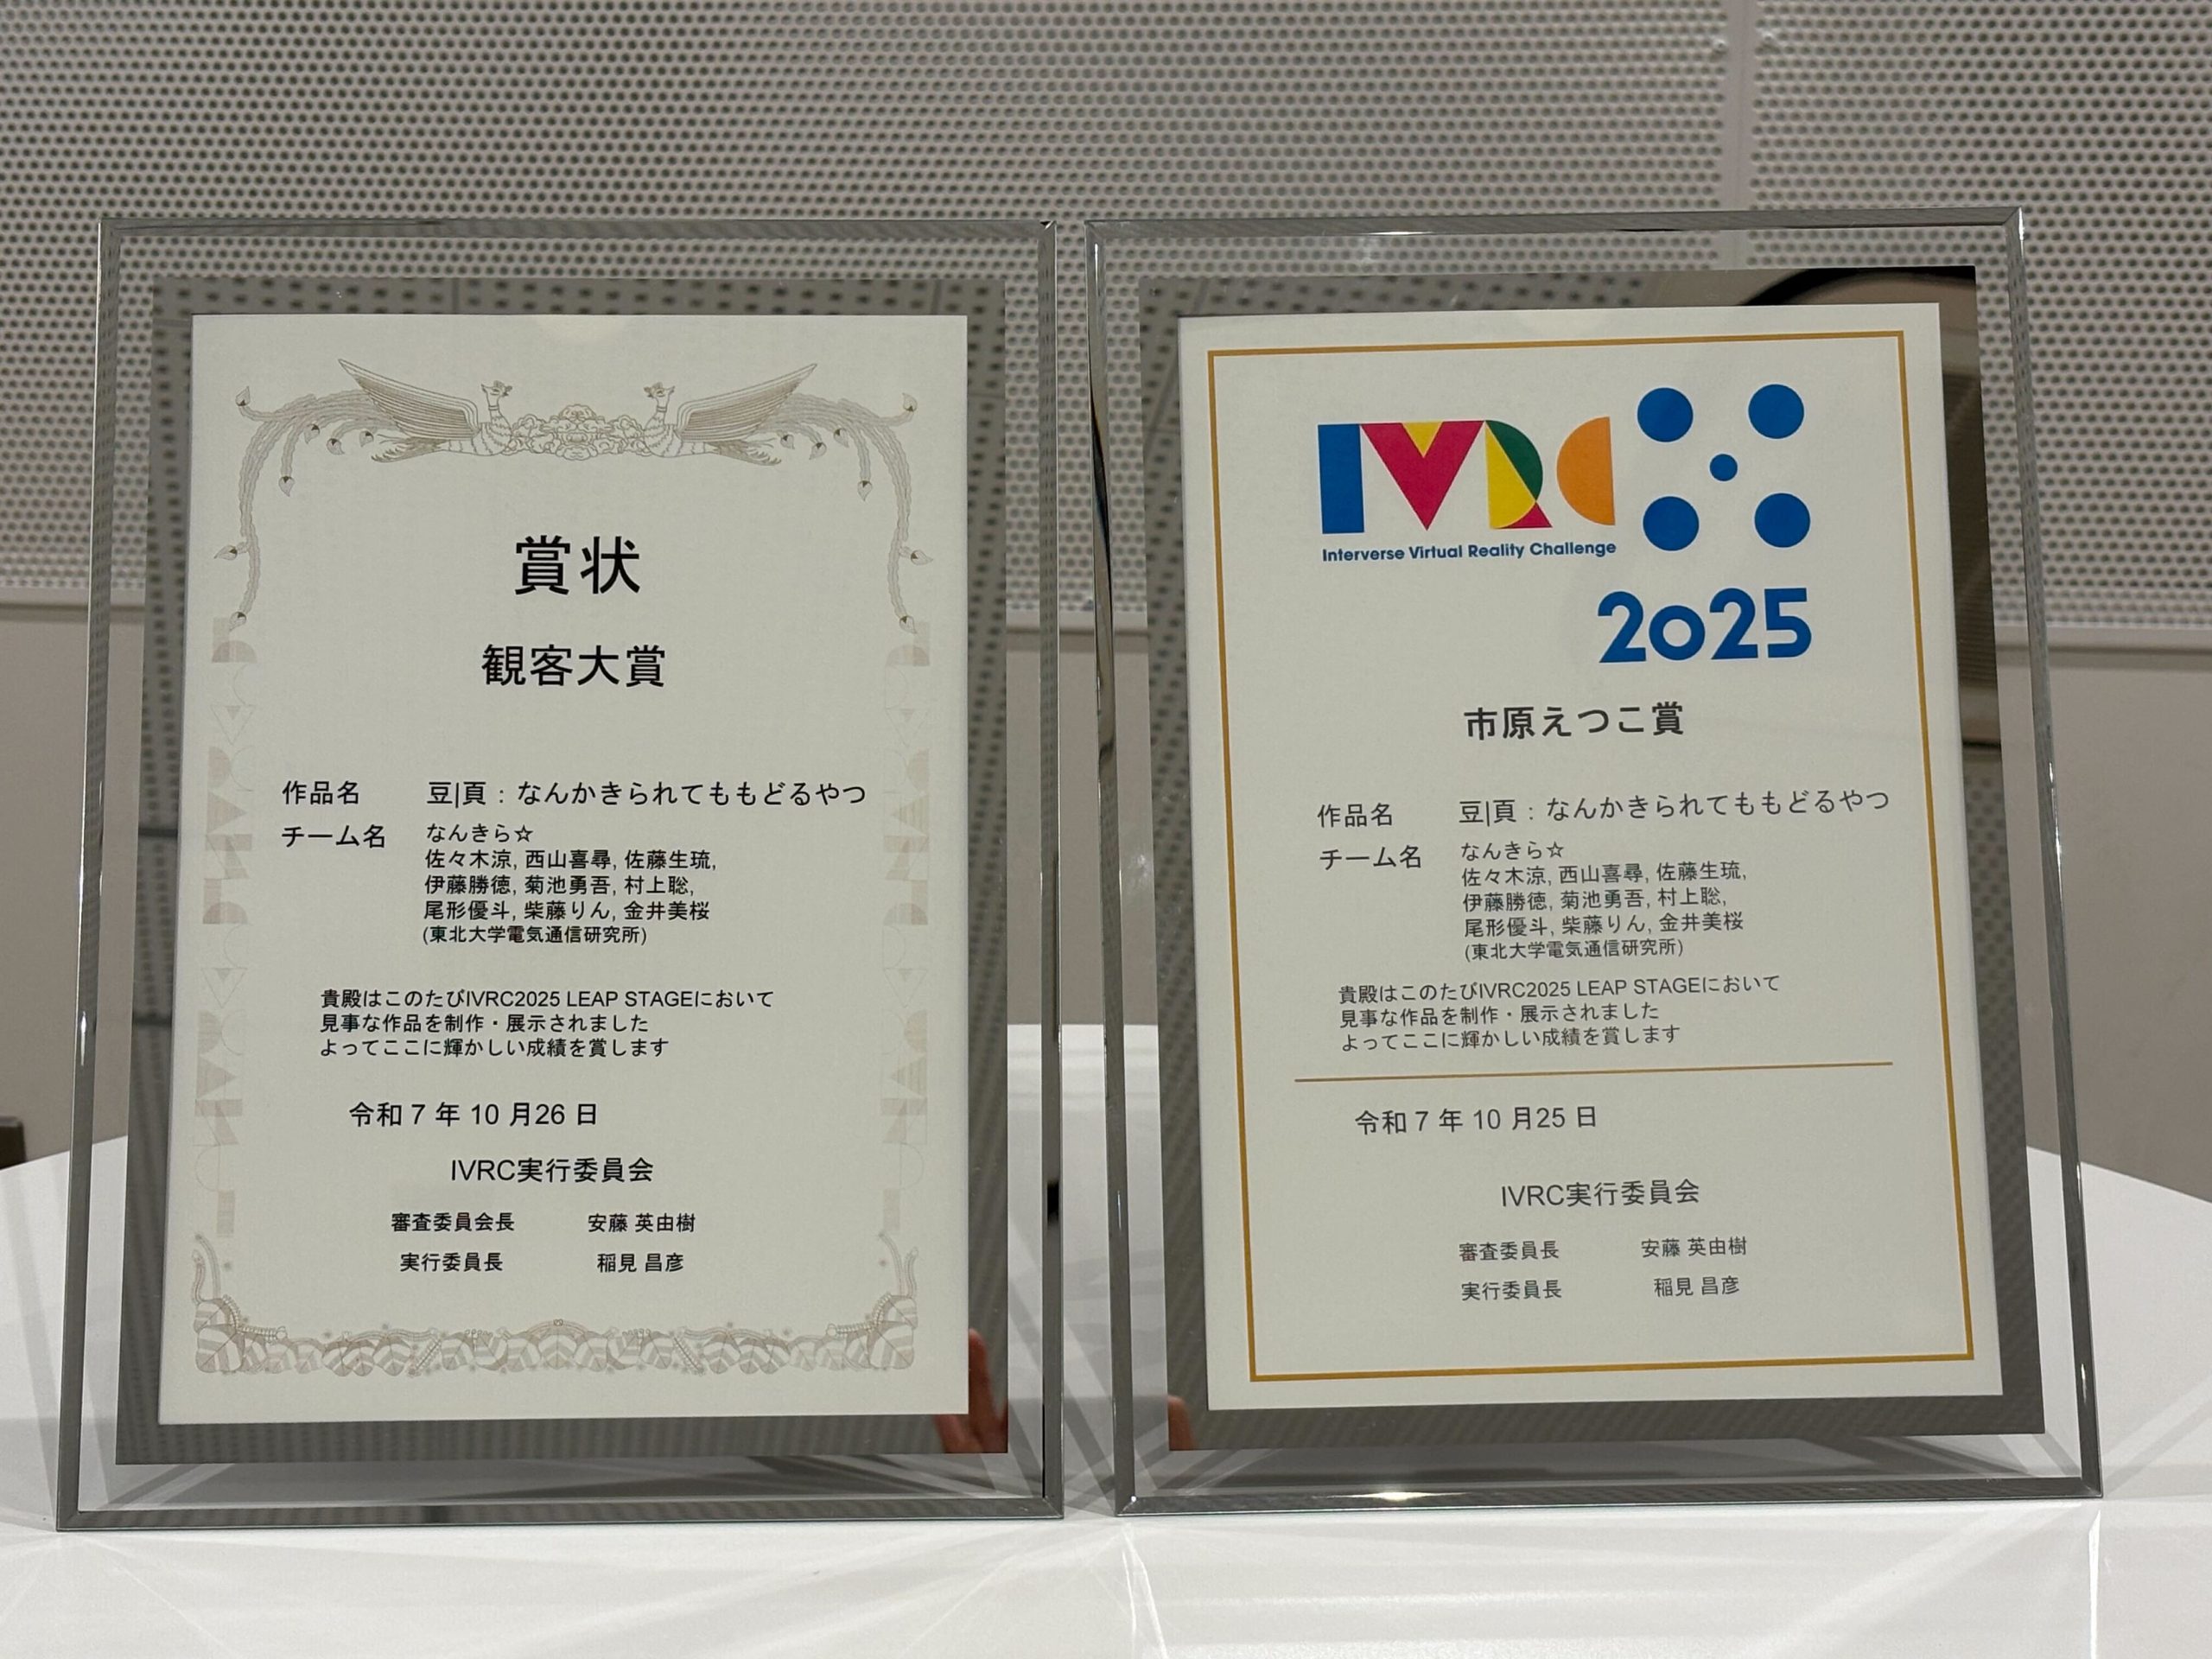 賞状
観客大賞
作品名 豆|頁：なんかきられてももどるやつ
チーム名 なんきら☆
佐々木涼, 西山喜尋, 佐藤生琉,
伊藤勝徳, 菊池勇吾, 村上聡,
尾形優斗, 柴藤りん, 金井美桜
(東北大学電気通信研究所)
貴殿はこのたびIVRC2025 LEAP STAGEにおいて
見事な作品を制作・展示されました
よってここに輝かしい成績を賞します
令和７年 10 月26 日
IVRC実行委員会
審査委員会長 安藤 英由樹
実行委員長 稲見 昌彦
IVRC
Interverse Virtual Reality Challenge
2025
市原えつこ賞
作品名 豆|頁：なんかきられてももどるやつ
チーム名 なんきら☆
佐々木涼, 西山喜尋, 佐藤生琉,
伊藤勝徳, 菊池勇吾, 村上聡,
尾形優斗, 柴藤りん, 金井美桜
(東北大学電気通信研究所)
貴殿はこのたびIVRC2025 LEAP STAGEにおいて
見事な作品を制作・展示されました
よってここに輝かしい成績を賞します
令和７年 10 月25 日
IVRC実行委員会
審査委員長 安藤 英由樹
実行委員長 稲見 昌彦